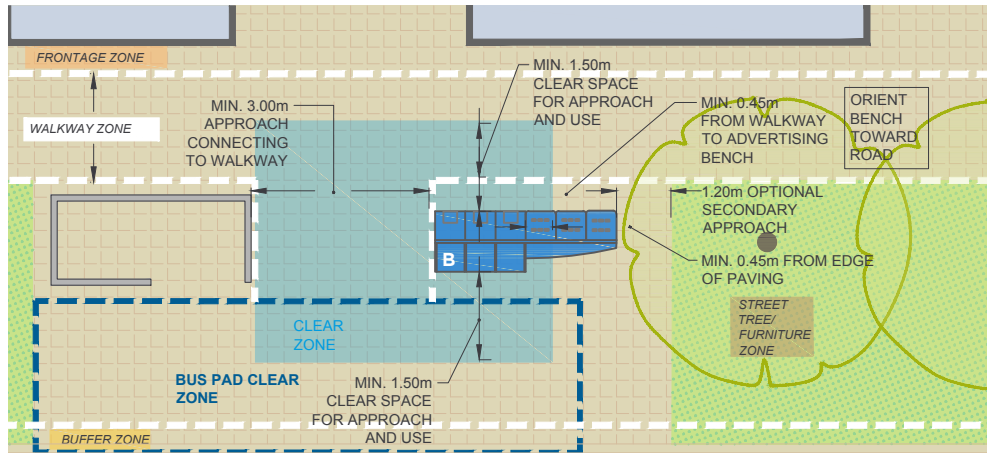 FRONTAGE ZONE
MIN. 1.50m
CLEAR SPACE
FOR APPROACH
AND USE
MIN. 3.00m
APPROACH
CONNECTING
TO WALKWAY
MIN. 0.45m
FROM WALKWAY
TO ADVERTISING
BENCH
ORIENT
BENCH
TOWARD
ROAD
WALKWAY ZONE
1.20m OPTIONAL
SECONDARY
APPROACH
B
MIN. 0.45m FROM EDGE
OF PAVING
STREET
TREE/
FURNITURE
ZONE
CLEAR
ZONE
BUS PAD CLEAR
ZONE
MIN. 1.50m
CLEAR SPACE
FOR APPROACH
AND USE
BUFFER ZONE